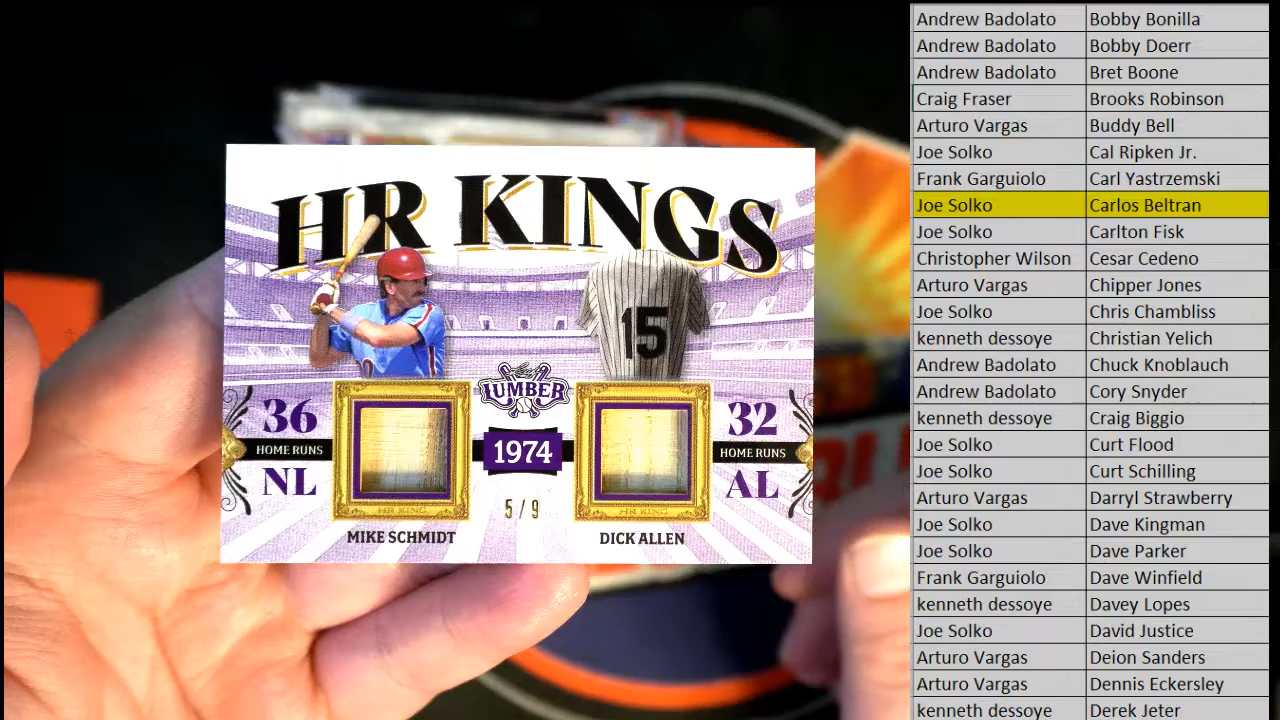 HR KINGS
15
LUMBER
36
HOME RUNS
NL
1974
32
HOME RUNS
AL
HR KING
HR KING
5/9
MIKE SCHMIDT
DICK ALLEN
Andrew Badolato Bobby Bonilla
Andrew Badolato Bobby Doerr
Andrew Badolato Bret Boone
Craig Fraser Brooks Robinson
Arturo Vargas Buddy Bell
Joe Solko Cal Ripken Jr.
Frank Garguiolo Carl Yastrzemski
Joe Solko Carlos Beltran
Joe Solko Carlton Fisk
Christopher Wilson Cesar Cedeno
Arturo Vargas Chipper Jones
Joe Solko Chris Chambliss
kenneth dessoye Christian Yelich
Andrew Badolato Chuck Knoblauch
Andrew Badolato Cory Snyder
kenneth dessoye Craig Biggio
Joe Solko Curt Flood
Joe Solko Curt Schilling
Arturo Vargas Darryl Strawberry
Joe Solko Dave Kingman
Joe Solko Dave Parker
Frank Garguiolo Dave Winfield
kenneth dessoye Davey Lopes
Joe Solko David Justice
Arturo Vargas Deion Sanders
Arturo Vargas Dennis Eckersley
kenneth dessoye Derek Jeter